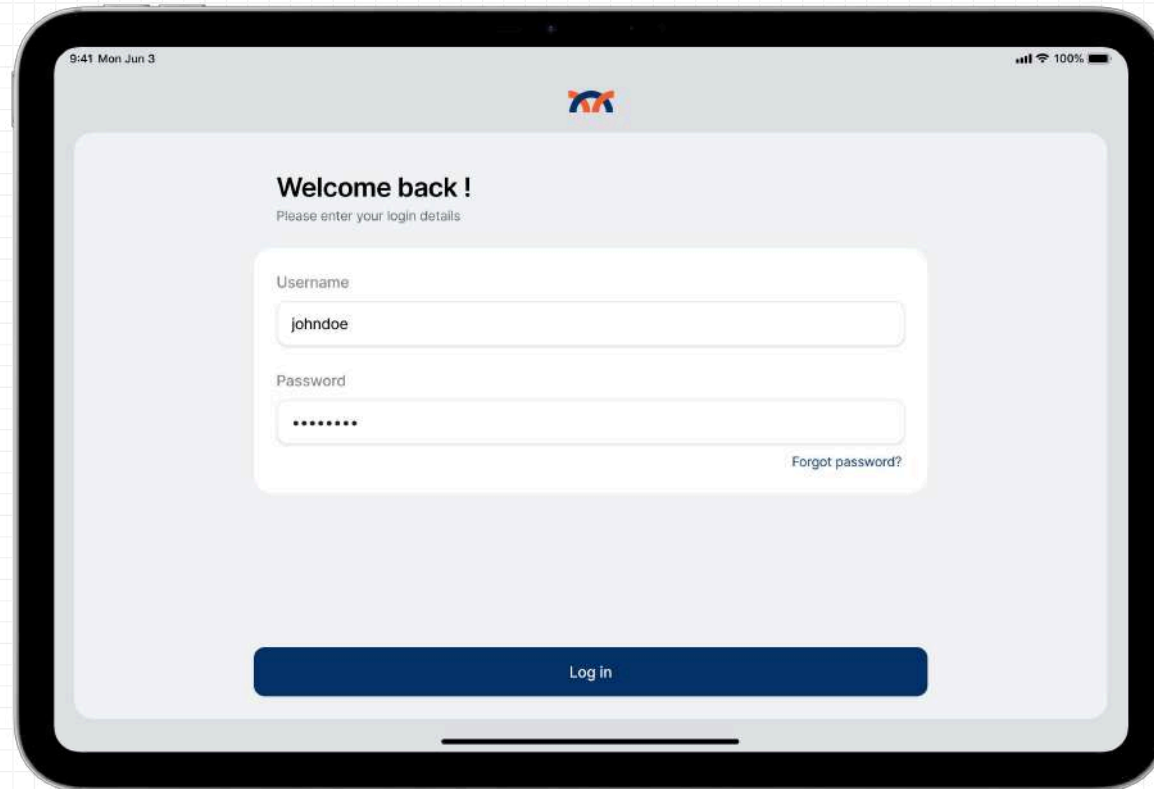 9:41 Mon Jun 3
100%
Welcome back !
Please enter your login details
Username
johndoe
Password
••••••••
Forgot password?
Log in